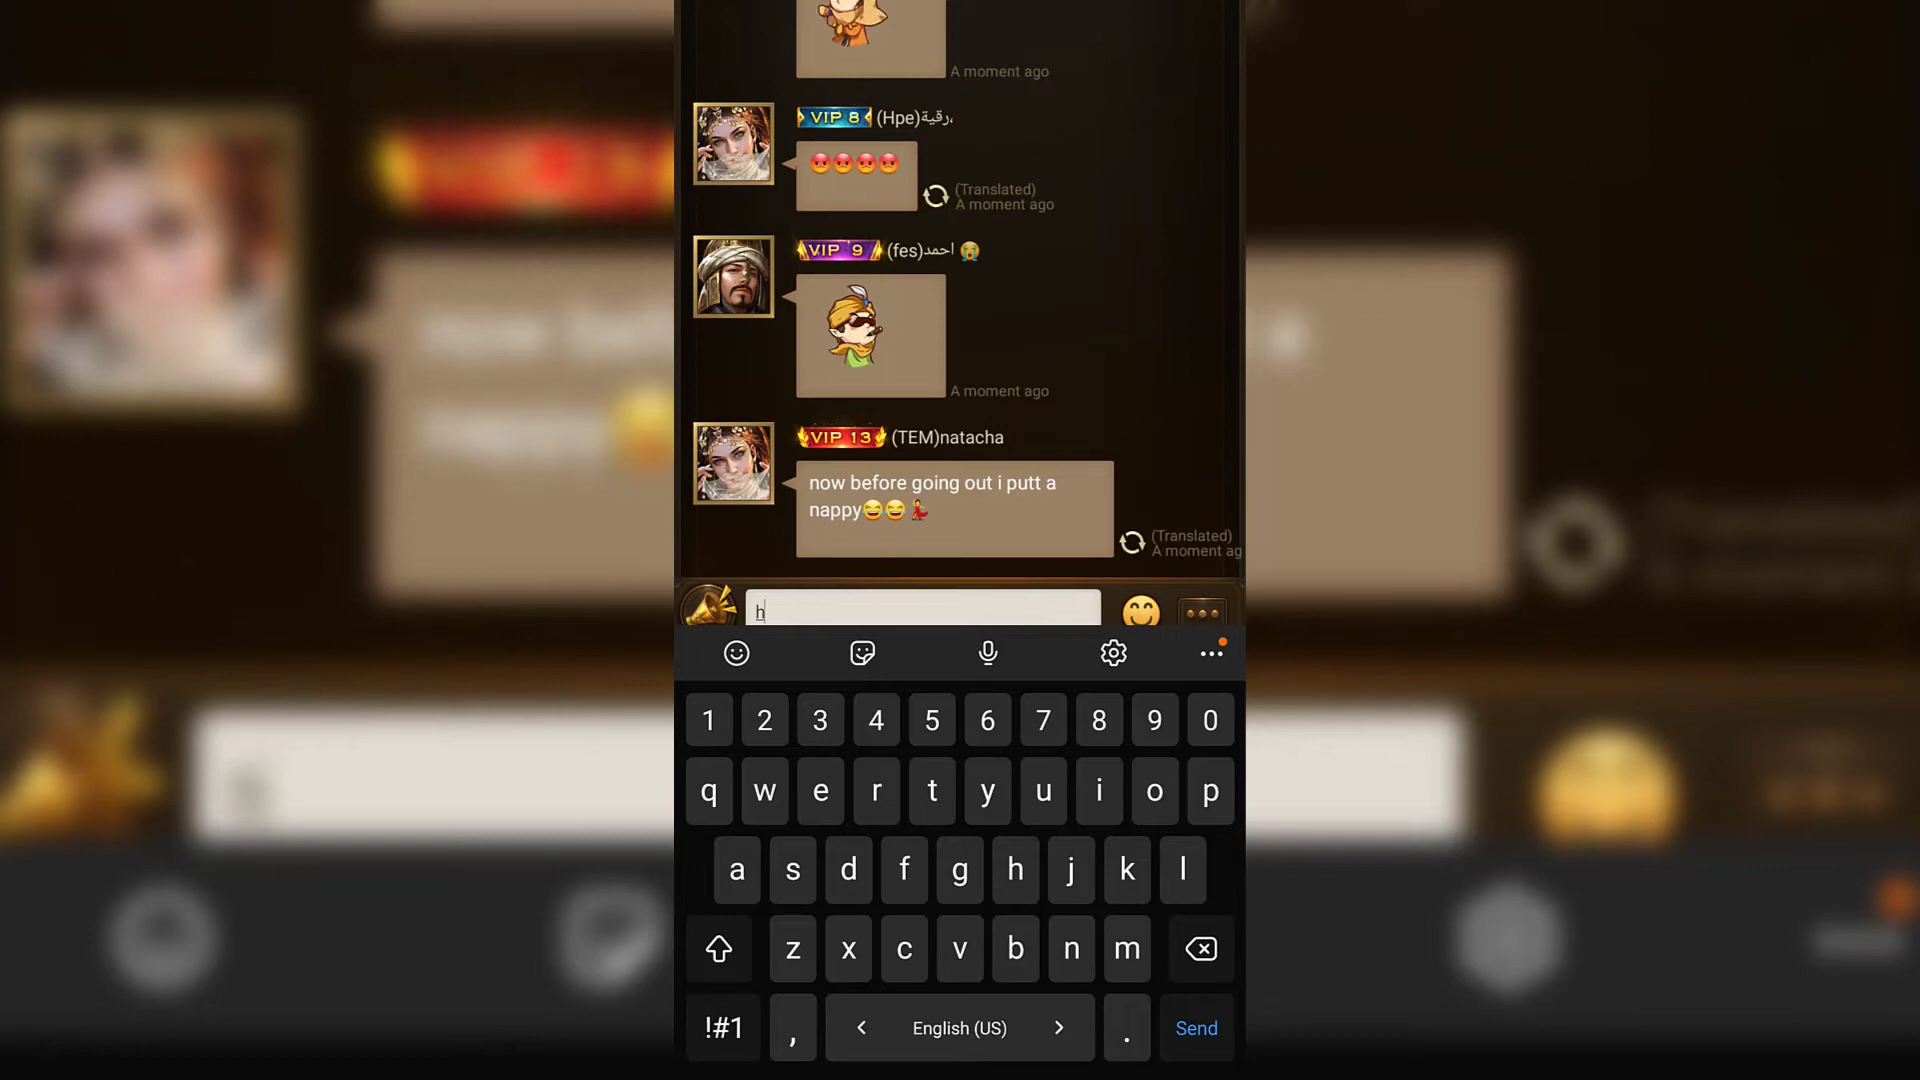 A moment ago
VIP 8 (Hpe)رقية،
😡😡😡😡
(Translated)
A moment ago
VIP 9 (fes)احمد 😭
A moment ago
VIP 13 (TEM)natacha
now before going out i putt a
nappy😂😂💃
(Translated)
A moment ag
h
1 2 3 4 5 6 7 8 9 0
q w e r t y u i o p
a s d f g h j k l
z x c v b n m
!#1 , < English (US) > . Send